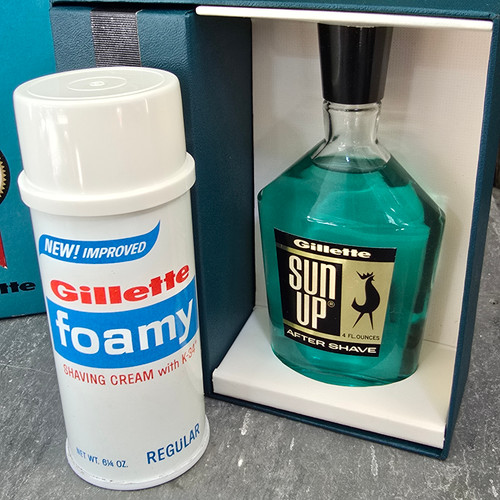 NEW! IMPROVED
Gillette
foamy
SHAVING CREAM with K-34
NET WT. 6¼ OZ.
REGULAR
Gillette
SUN
UP®
4 FL. OUNCES
AFTER SHAVE